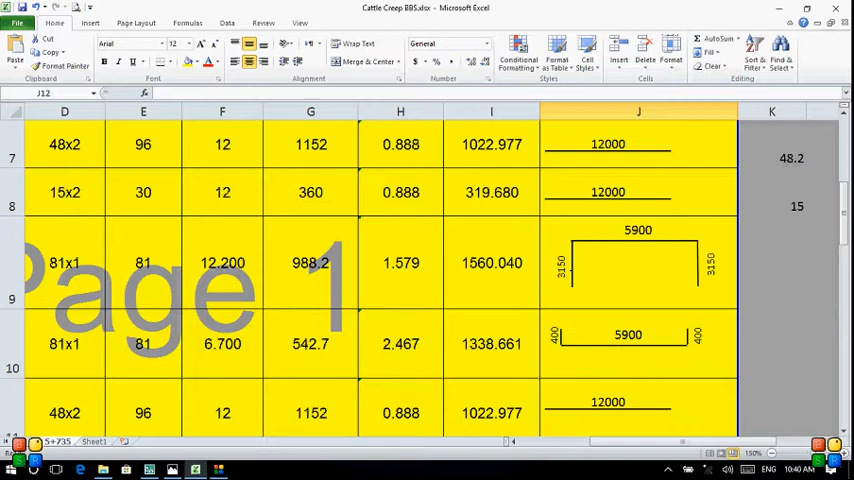 Cattle Creep BBS.xlsx - Microsoft Excel
File Home Insert Page Layout Formulas Data Review View
Cut
Copy
Format Painter
Paste
Clipboard
Arial 12
B I U
Font
Wrap Text
Merge & Center
Alignment
General
$ % ,
Number
Conditional Formatting
Format as Table
Cell Styles
Styles
Insert Delete Format
Cells
AutoSum
Fill
Clear
Sort & Filter
Find & Select
Editing
J12 fx
D E F G H I J K
7 48x2 96 12 1152 0.888 1022.977 12000 48.2
8 15x2 30 12 360 0.888 319.680 12000 15
9 81x1 81 12.200 988.2 1.579 1560.040 5900 3150 3150
Page 1
10 81x1 81 6.700 542.7 2.467 1338.661 400 5900 400
48x2 96 12 1152 0.888 1022.977 12000
5+735 Sheet1
150%
ENG 10:40 AM